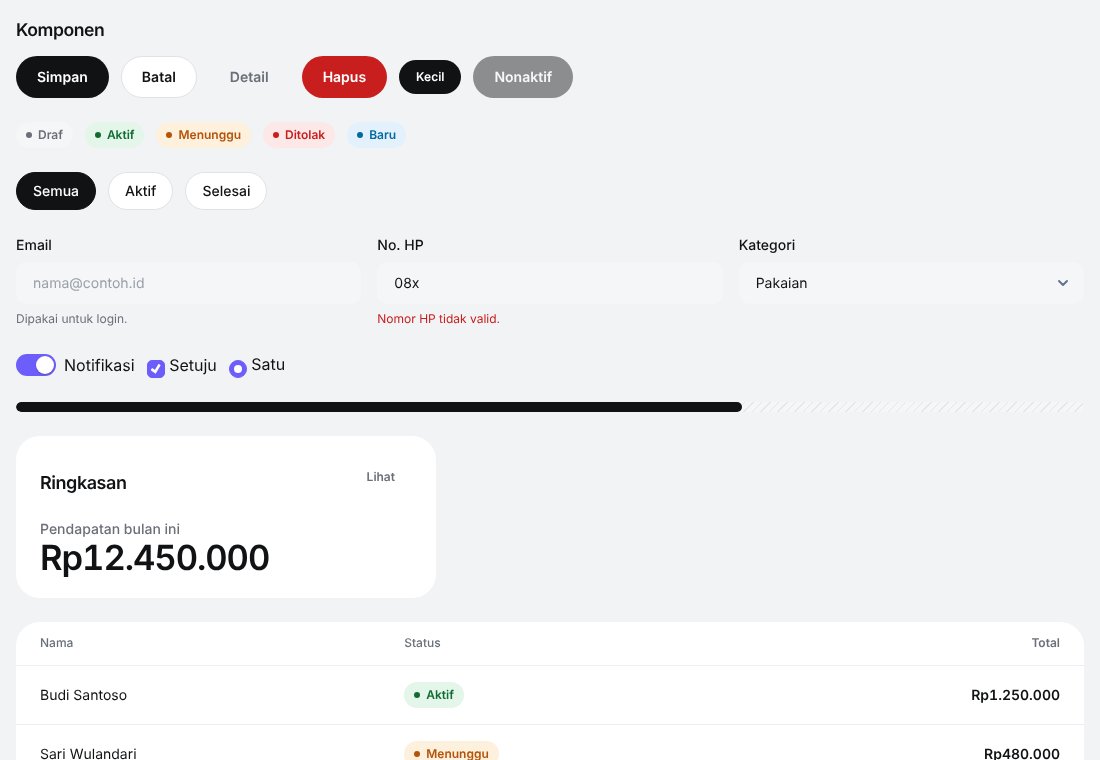 Komponen
Simpan Batal Detail Hapus Kecil Nonaktif
Draf Aktif Menunggu Ditolak Baru
Semua Aktif Selesai
Email No. HP Kategori
nama@contoh.id 08x Pakaian
Dipakai untuk login. Nomor HP tidak valid.
Notifikasi Setuju Satu
Ringkasan Lihat
Pendapatan bulan ini
Rp12.450.000
Nama Status Total
Budi Santoso Aktif Rp1.250.000
Sari Wulandari Menunggu Rp480.000